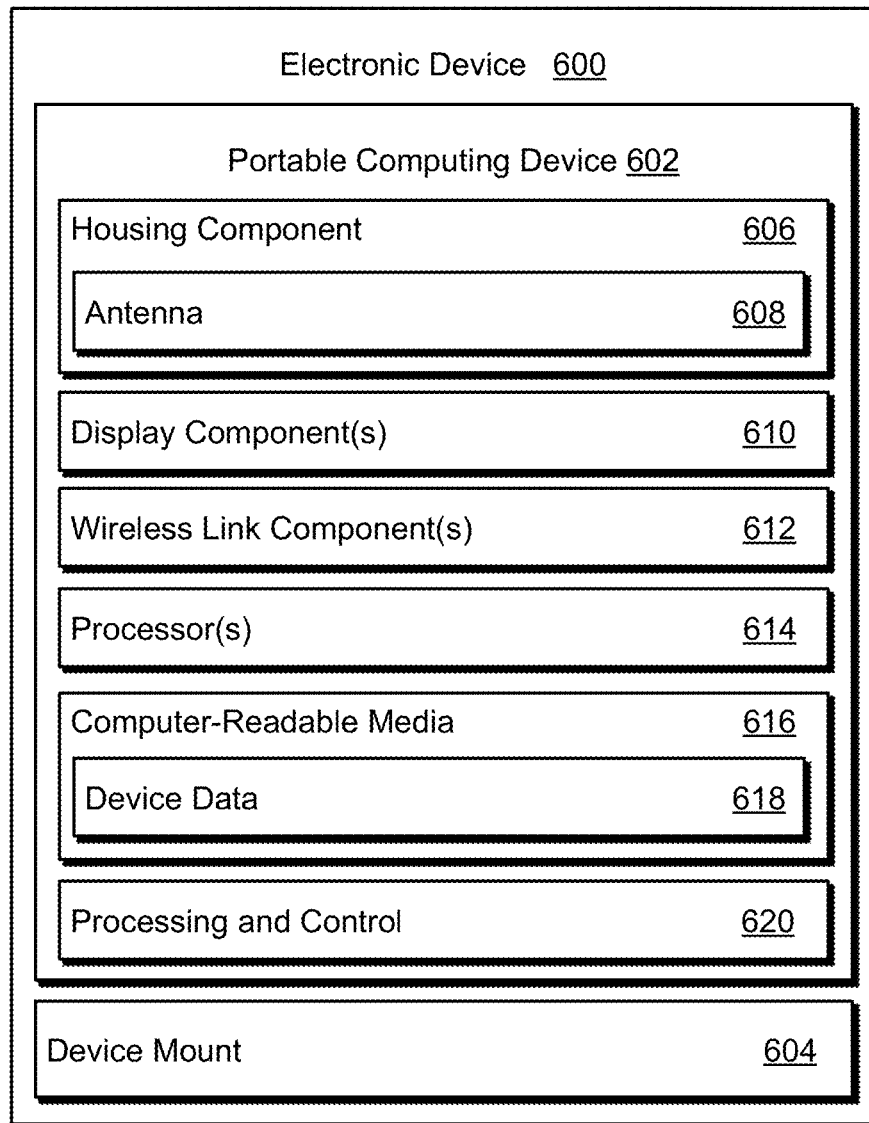 Electronic Device 600
Portable Computing Device 602
Housing Component 606
Antenna 608
Display Component(s) 610
Wireless Link Component(s) 612
Processor(s) 614
Computer-Readable Media 616
Device Data 618
Processing and Control 620
Device Mount 604